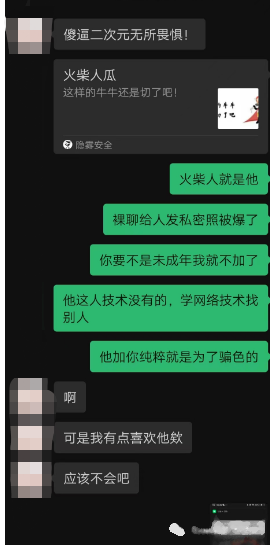 傻逼二次元无所畏惧！
火柴人瓜
这样的牛牛还是切了吧！
隐雾安全
火柴人就是他
裸聊给人发私密照被爆了
你要不是未成年我就不加了
他这人技术没有的，学网络技术找
别人
他加你纯粹就是为了骗色的
啊
可是我有点喜欢他欸
应该不会吧